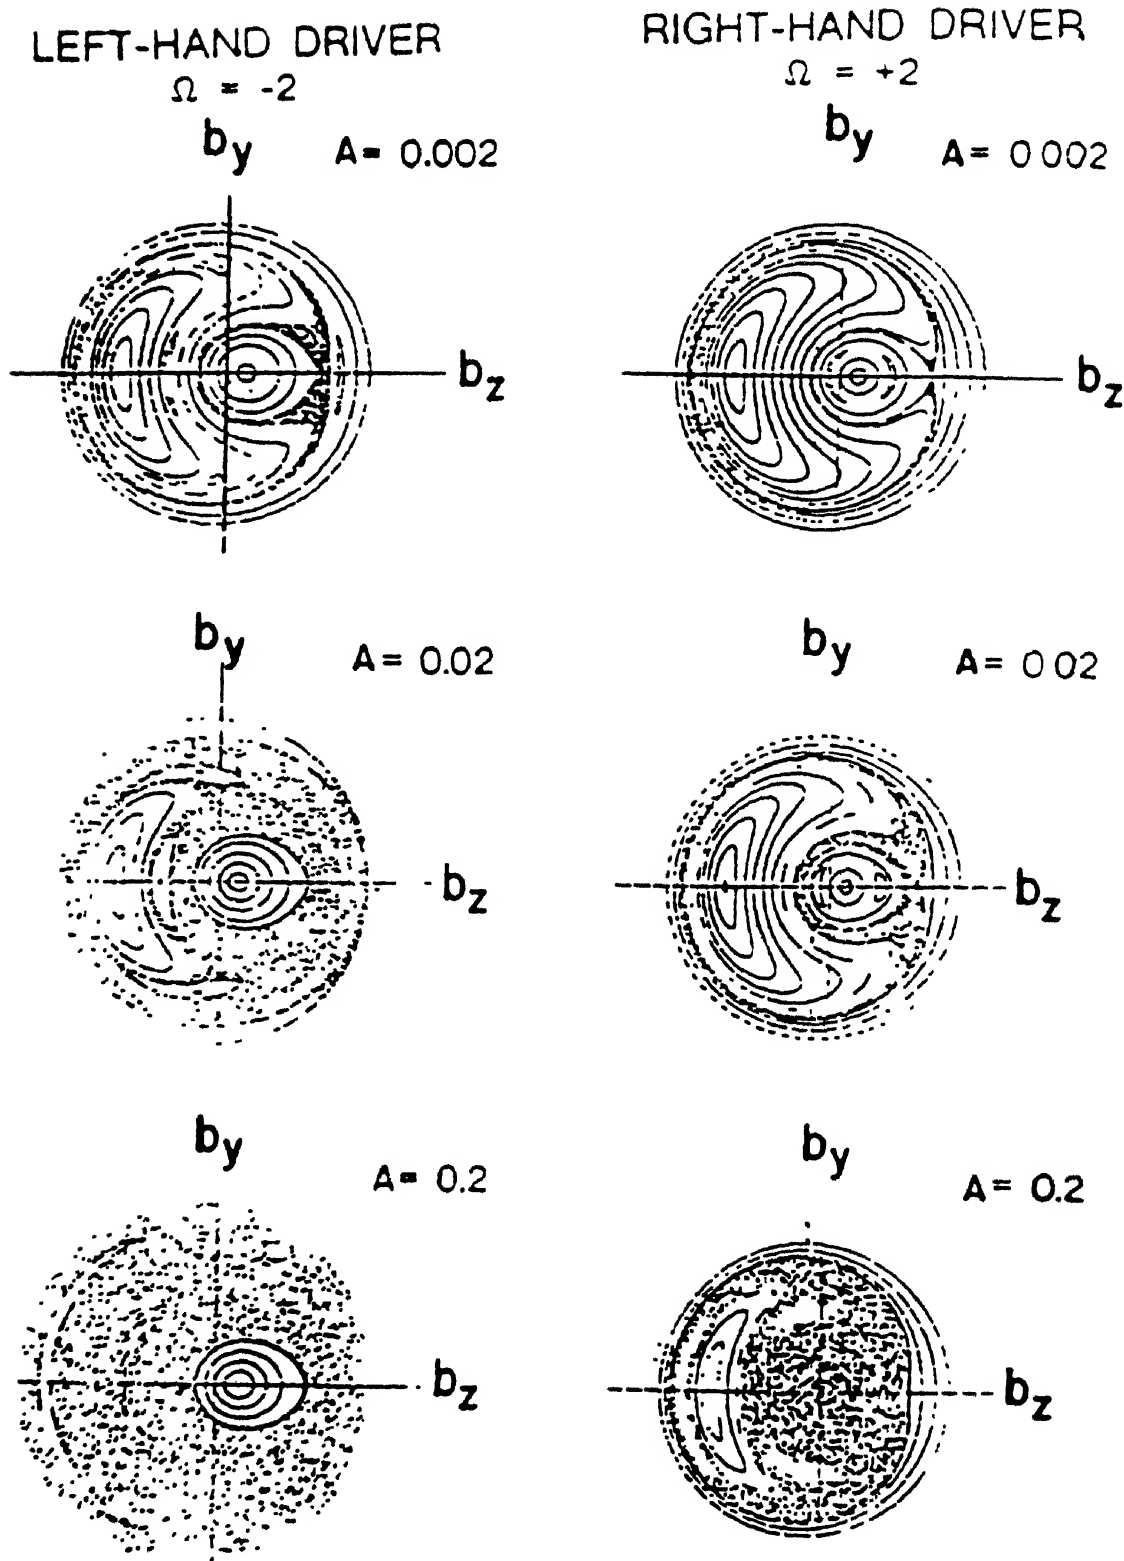 LEFT-HAND DRIVER
Ω = -2
RIGHT-HAND DRIVER
Ω = +2
by
A= 0.002
by
A= 0 002
bz
bz
by
A= 0.02
by
A= 0 02
bz
bz
by
A= 0.2
by
A= 0.2
bz
bz